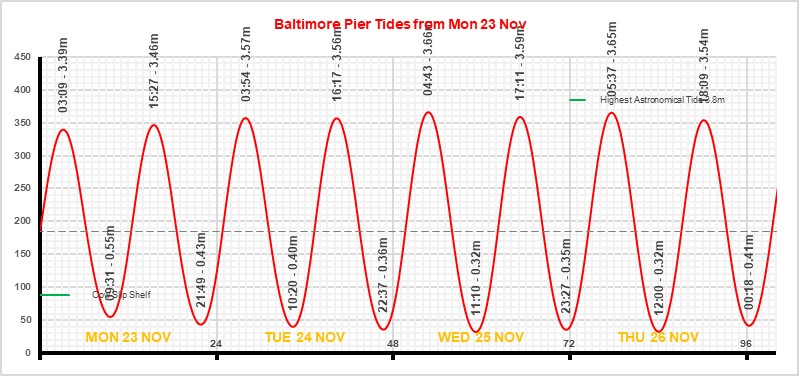 Baltimore Pier Tides from Mon 23 Nov
03:09 - 3.39m
15:27 - 3.46m
03:54 - 3.57m
16:17 - 3.56m
04:43 - 3.66m
17:11 - 3.59m
05:37 - 3.65m
18:09 - 3.54m
Highest Astronomical Tide 3.8m
450
400
350
300
250
200
150
100
50
0
09:31 - 0.55m
21:49 - 0.43m
10:20 - 0.40m
22:37 - 0.36m
11:10 - 0.32m
23:27 - 0.35m
12:00 - 0.32m
00:18 - 0.41m
Slip Shelf
MON 23 NOV
TUE 24 NOV
WED 25 NOV
THU 26 NOV
24
48
72
96